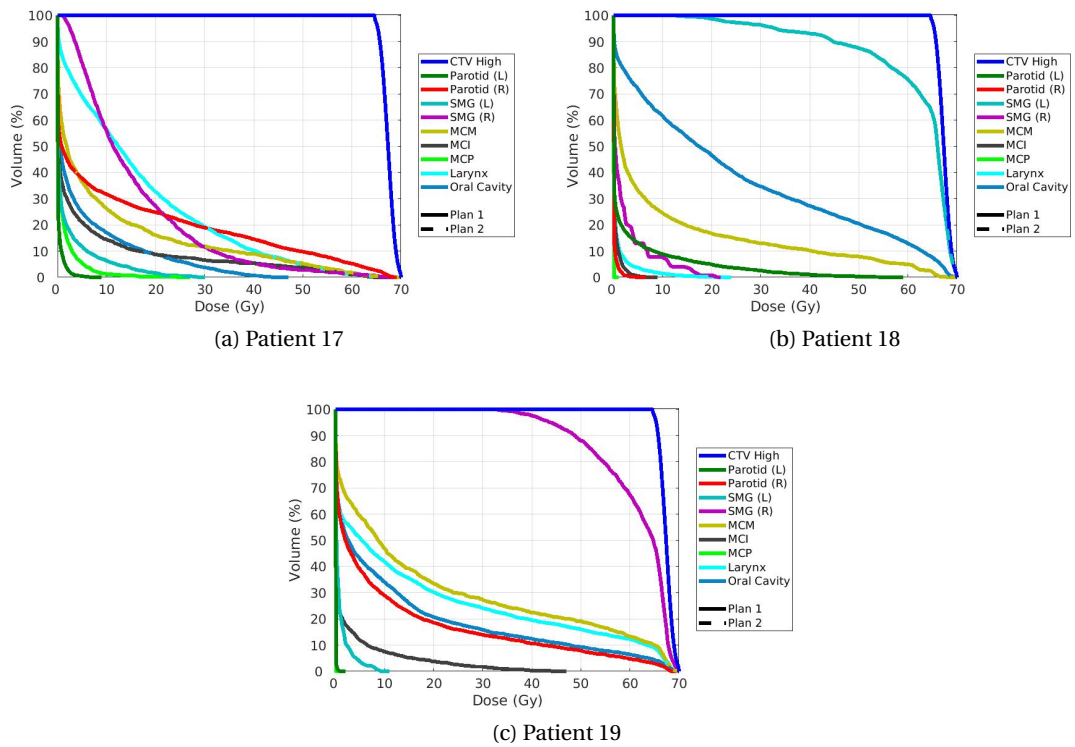 100
90
80
70
60
50
40
30
20
10
0
Volume (%)
0 10 20 30 40 50 60 70
Dose (Gy)
CTV High
Parotid (L)
Parotid (R)
SMG (L)
SMG (R)
MCM
MCI
MCP
Larynx
Oral Cavity
Plan 1
Plan 2
(a) Patient 17
100
90
80
70
60
50
40
30
20
10
0
Volume (%)
0 10 20 30 40 50 60 70
Dose (Gy)
CTV High
Parotid (L)
Parotid (R)
SMG (L)
SMG (R)
MCM
MCI
MCP
Larynx
Oral Cavity
Plan 1
Plan 2
(b) Patient 18
100
90
80
70
60
50
40
30
20
10
0
Volume (%)
0 10 20 30 40 50 60 70
Dose (Gy)
CTV High
Parotid (L)
Parotid (R)
SMG (L)
SMG (R)
MCM
MCI
MCP
Larynx
Oral Cavity
Plan 1
Plan 2
(c) Patient 19